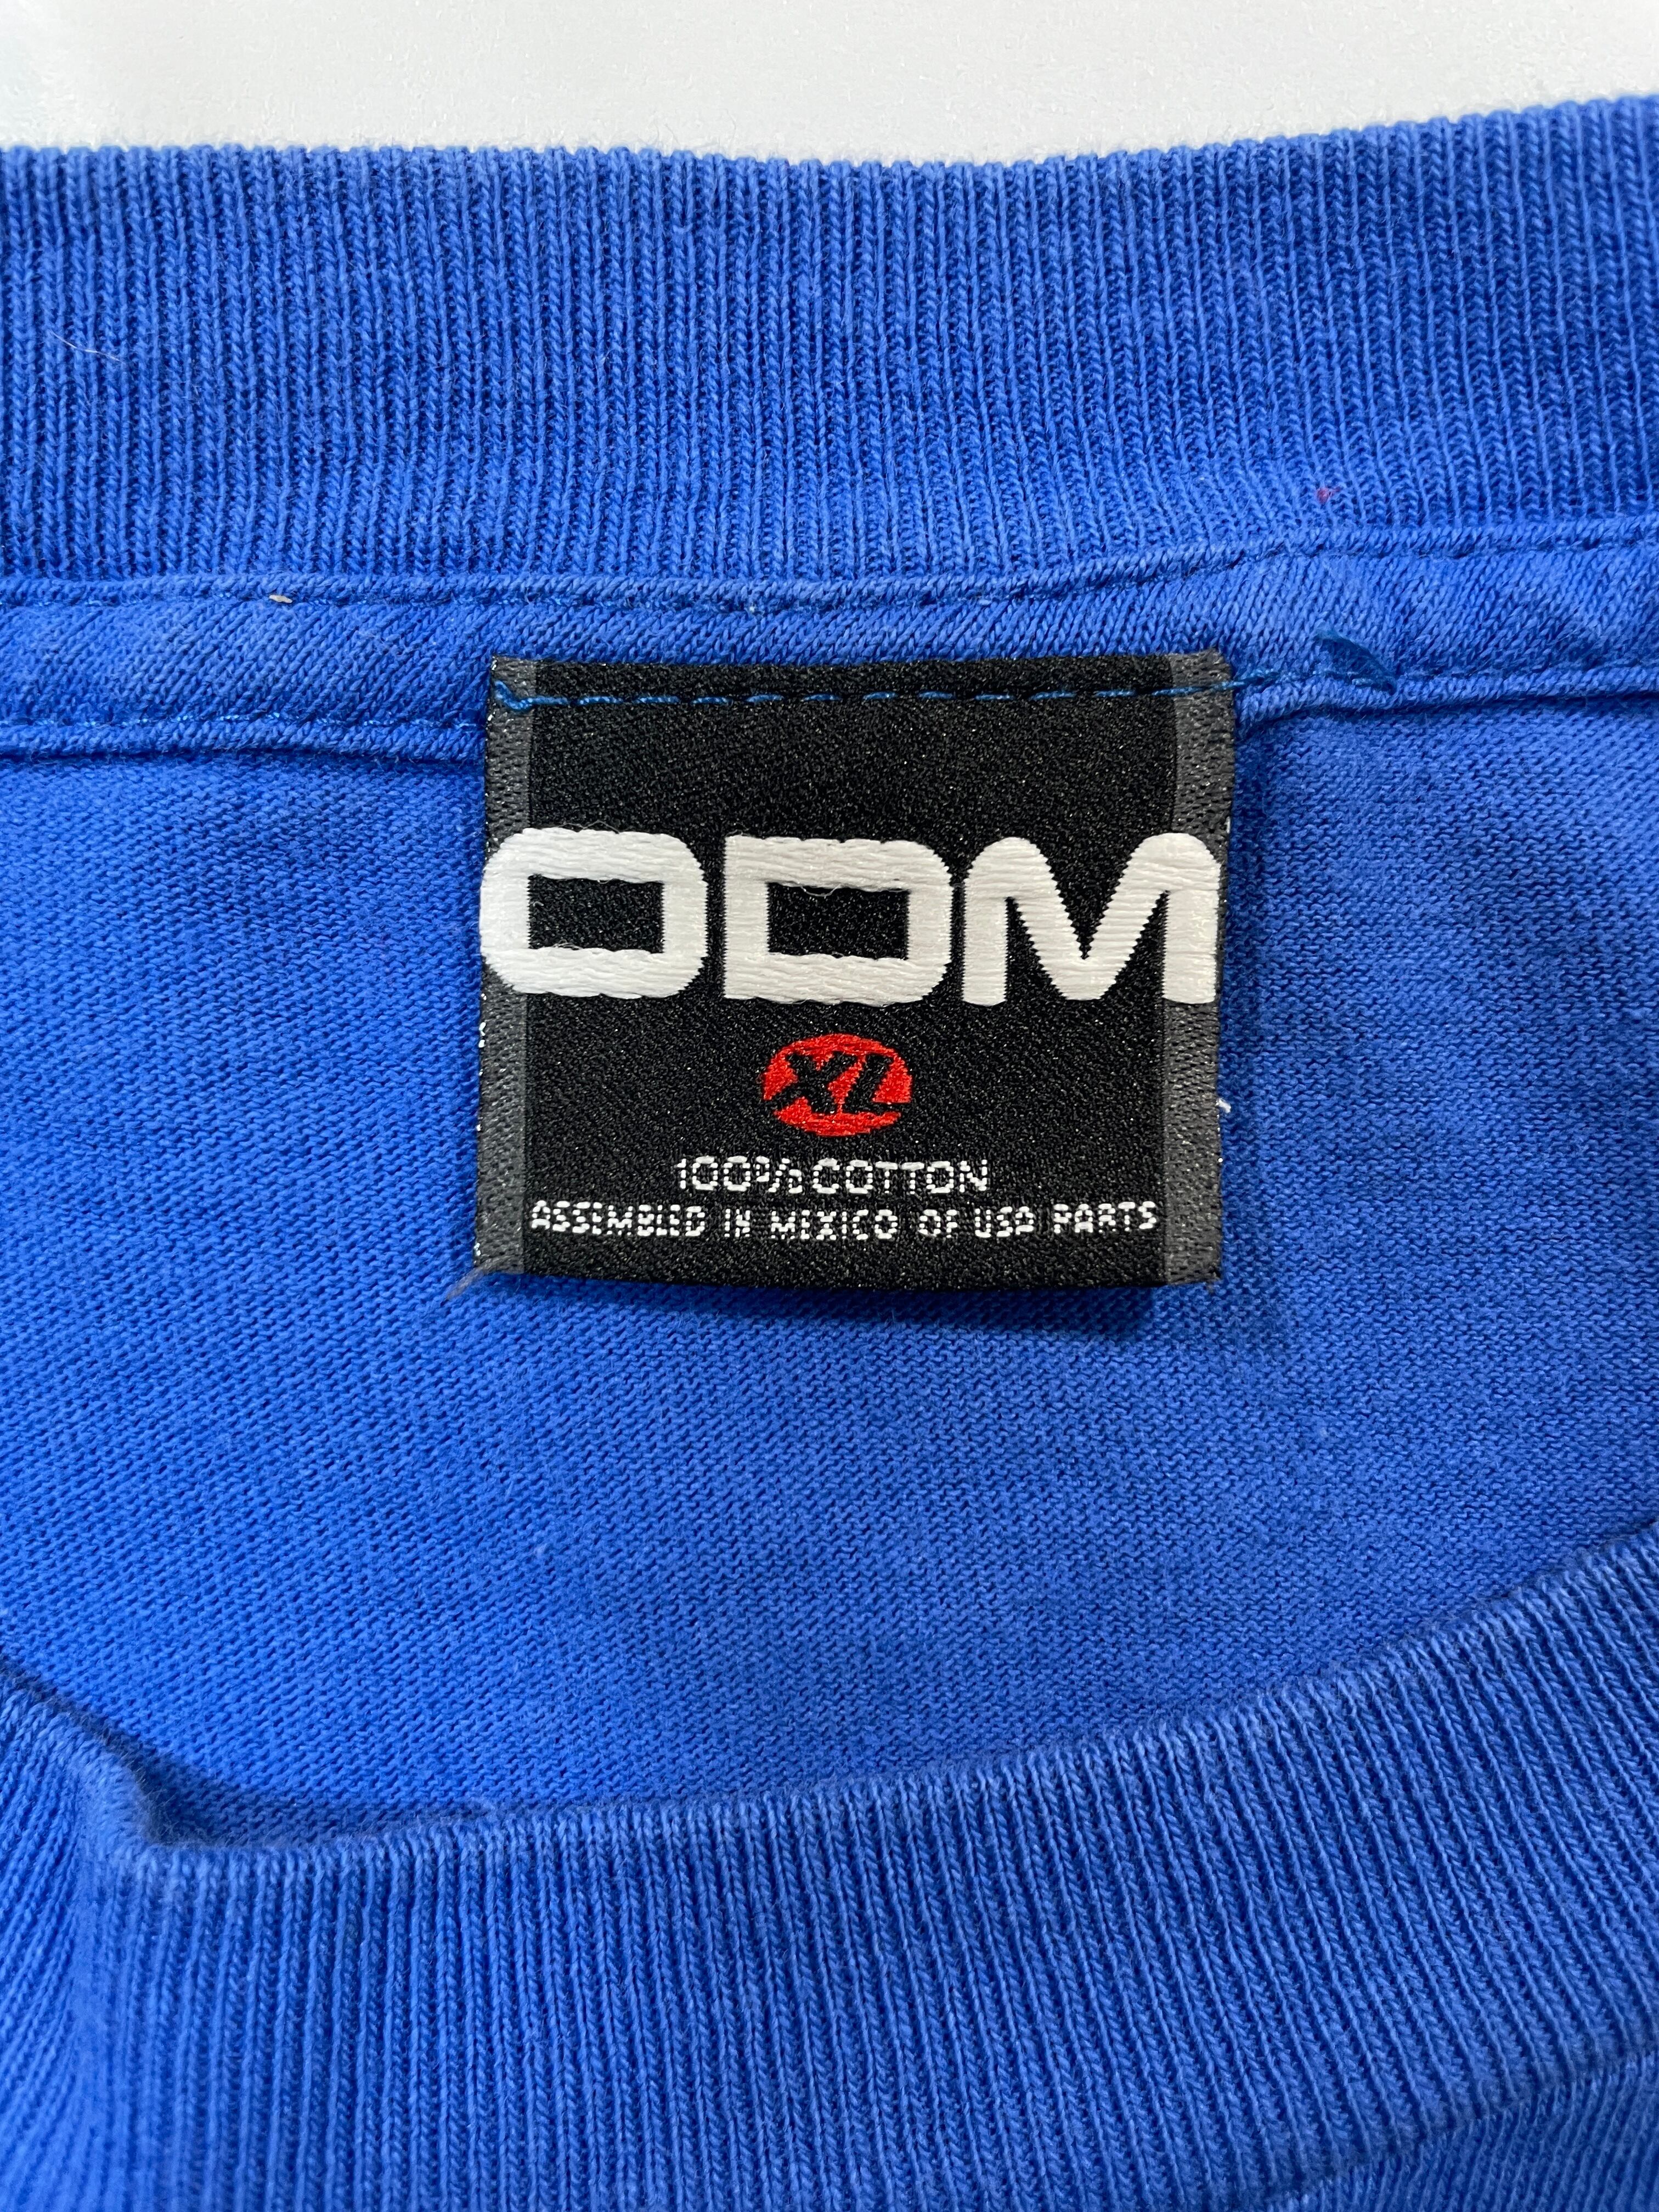 ODM
XL
100% COTTON
ASSEMBLED IN MEXICO OF USA PARTS